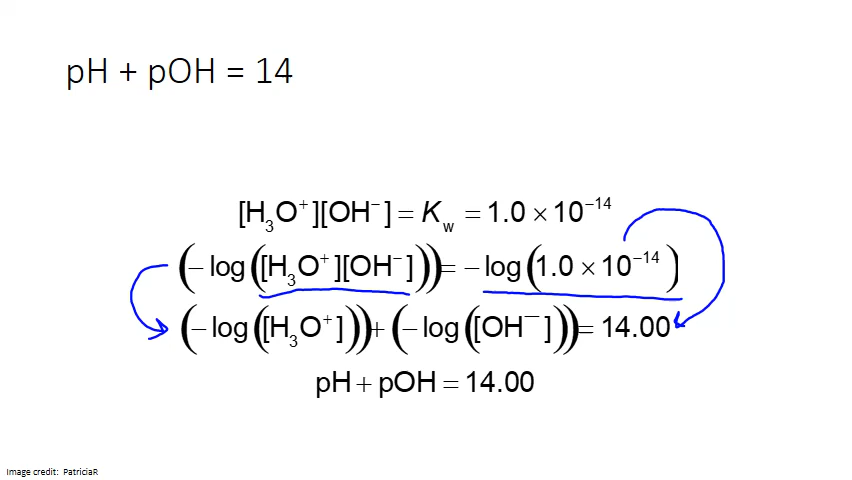 pH + pOH = 14
[H₃O⁺][OH⁻] = K_w = 1.0 × 10⁻¹⁴
(− log([H₃O⁺][OH⁻])) = − log(1.0 × 10⁻¹⁴)
(− log([H₃O⁺])) + (− log([OH⁻])) = 14.00
pH + pOH = 14.00
Image credit: PatriciaR